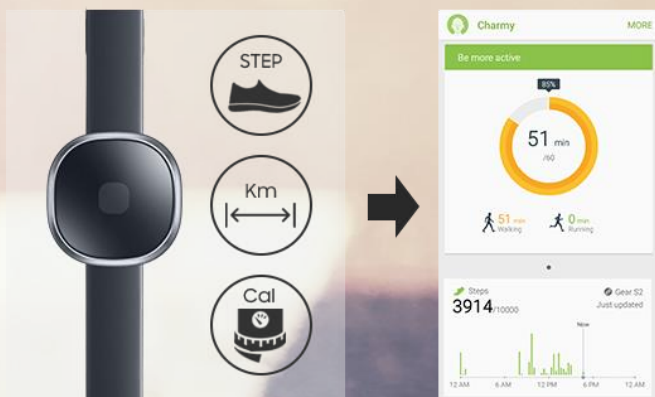 STEP
Km
Cal
Charmy
MORE
Be more active
85%
51 min
/60
51 min
Walking
0 min
Running
Steps
3914/10000
Gear S2
Just updated
Now
12 AM
6 AM
12 PM
6 PM
12 AM